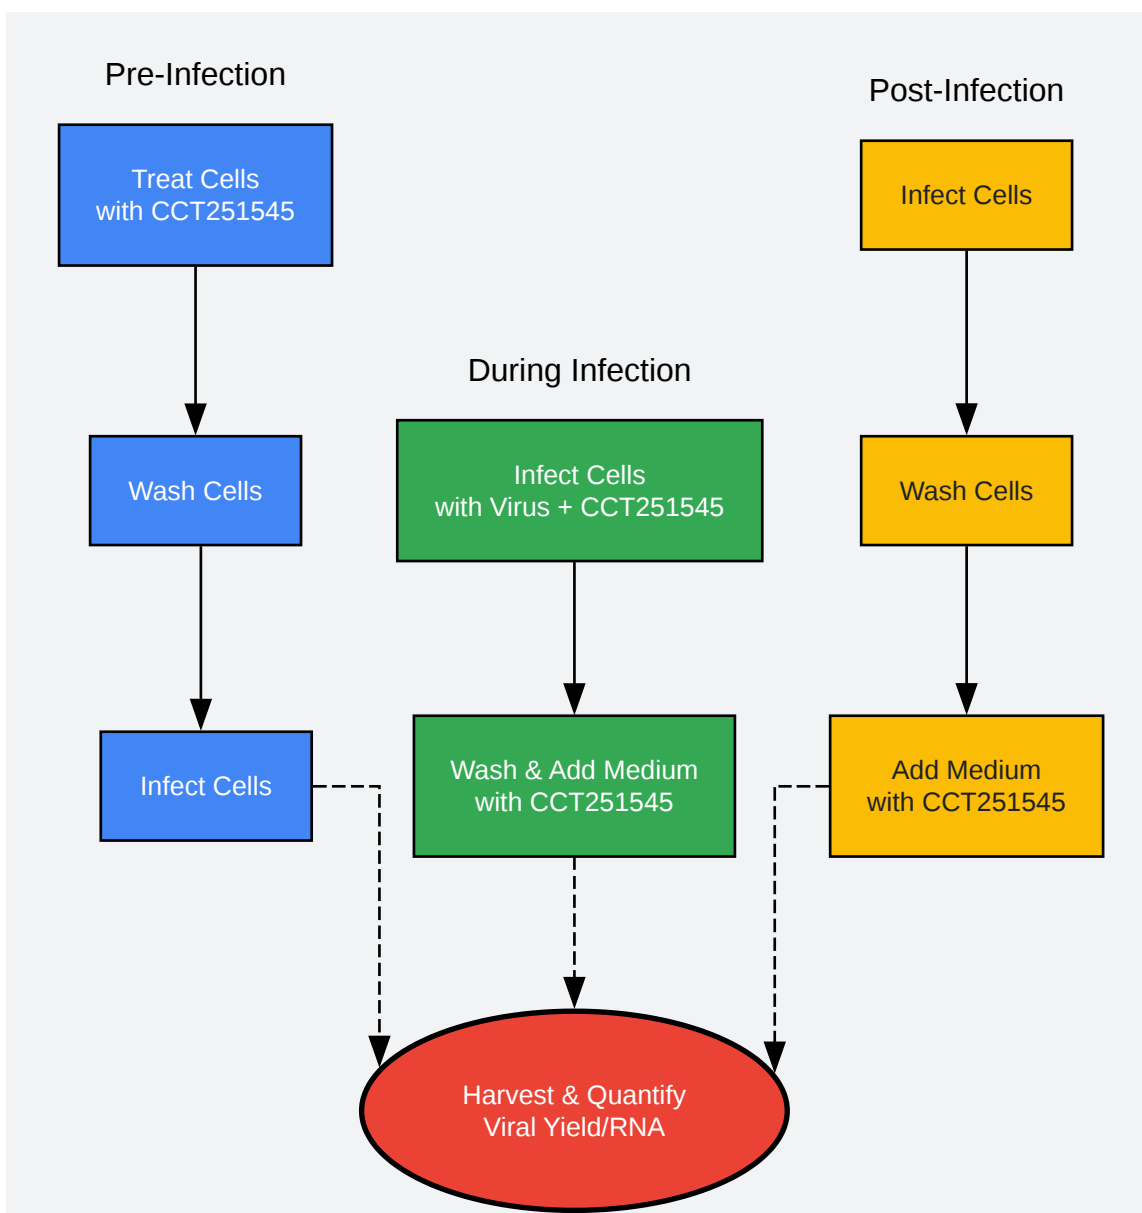 Pre-Infection
Treat Cells
with CCT251545
Wash Cells
Infect Cells
During Infection
Infect Cells
with Virus + CCT251545
Wash & Add Medium
with CCT251545
Post-Infection
Infect Cells
Wash Cells
Add Medium
with CCT251545
Harvest & Quantify
Viral Yield/RNA